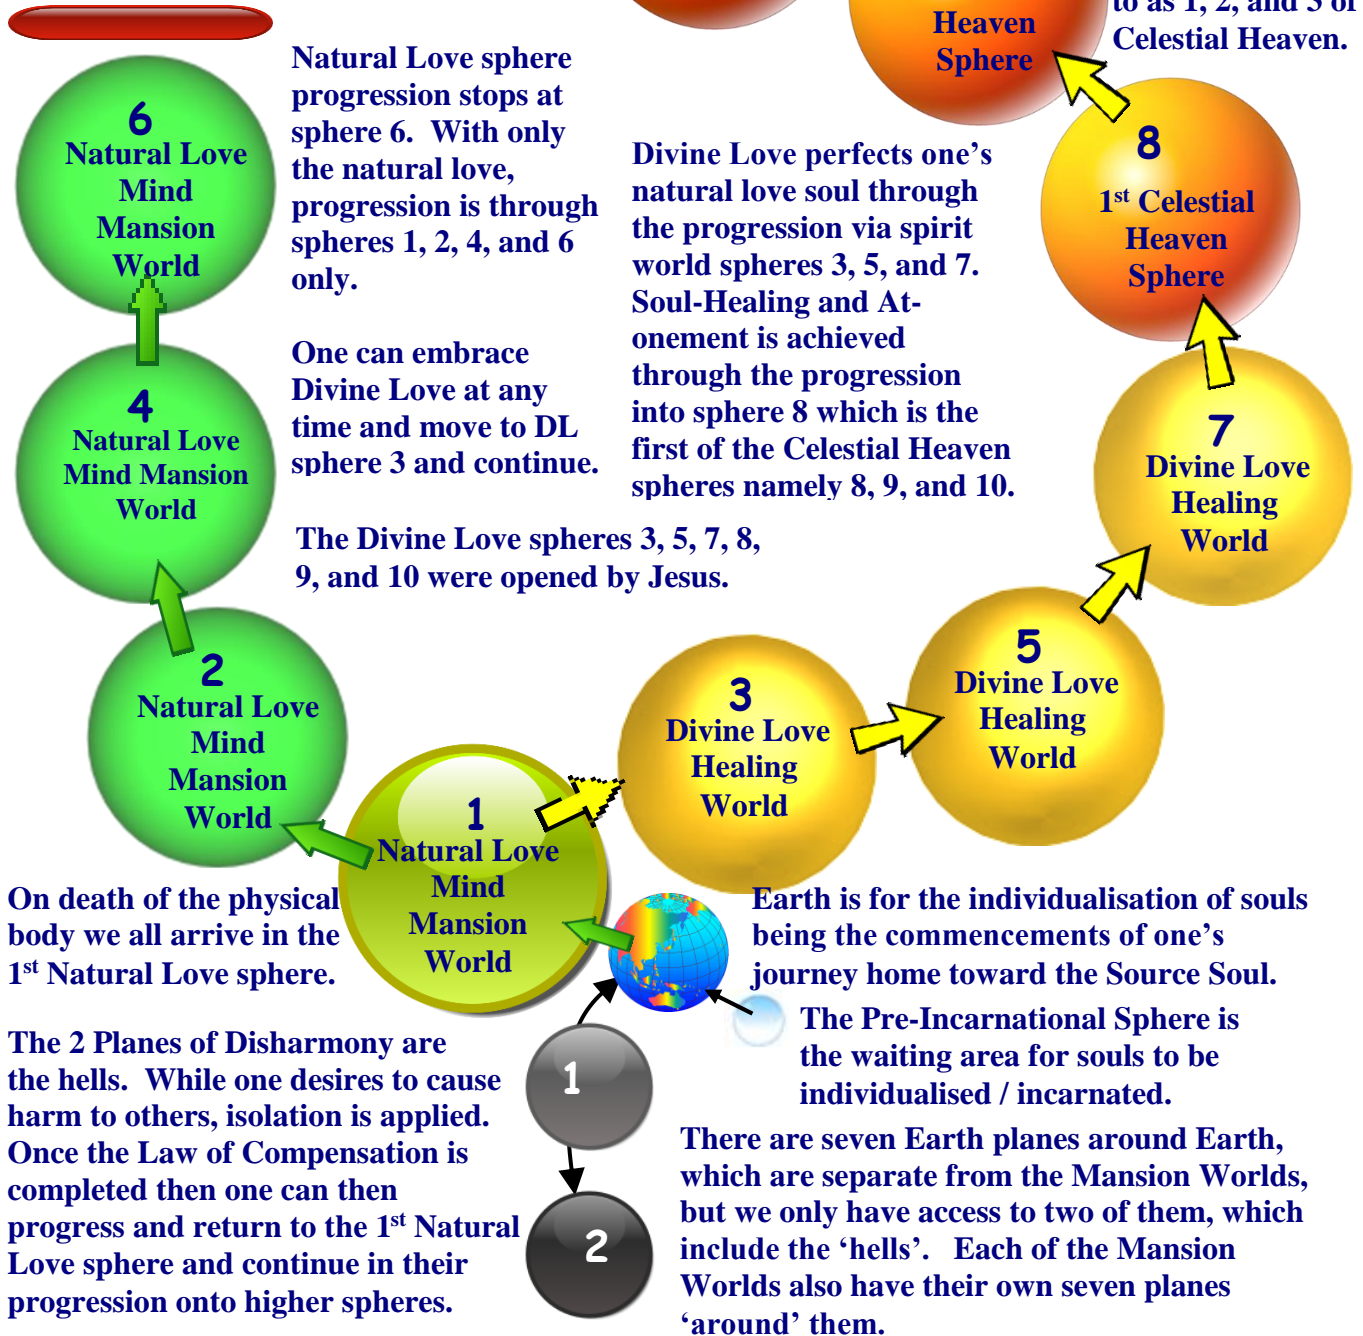 to as 1, 2, and 3 of
Celestial Heaven.
Heaven
Sphere
Natural Love sphere
progression stops at
sphere 6.  With only
the natural love,
progression is through
spheres 1, 2, 4, and 6
only.
6
Natural Love
Mind
Mansion
World
Divine Love perfects one's
natural love soul through
the progression via spirit
world spheres 3, 5, and 7.
Soul-Healing and At-
onement is achieved
through the progression
into sphere 8 which is the
first of the Celestial Heaven
spheres namely 8, 9, and 10.
8
1st Celestial
Heaven
Sphere
One can embrace
Divine Love at any
time and move to DL
sphere 3 and continue.
4
Natural Love
Mind Mansion
World
7
Divine Love
Healing
World
The Divine Love spheres 3, 5, 7, 8,
9, and 10 were opened by Jesus.
2
Natural Love
Mind
Mansion
World
3
Divine Love
Healing
World
5
Divine Love
Healing
World
1
Natural Love
Mind
Mansion
World
On death of the physical
body we all arrive in the
1st Natural Love sphere.
Earth is for the individualisation of souls
being the commencements of one's
journey home toward the Source Soul.
The Pre-Incarnational Sphere is
the waiting area for souls to be
individualised / incarnated.
The 2 Planes of Disharmony are
the hells.  While one desires to cause
harm to others, isolation is applied.
Once the Law of Compensation is
completed then one can then
progress and return to the 1st Natural
Love sphere and continue in their
progression onto higher spheres.
1
2
There are seven Earth planes around Earth,
which are separate from the Mansion Worlds,
but we only have access to two of them, which
include the 'hells'.   Each of the Mansion
Worlds also have their own seven planes
'around' them.